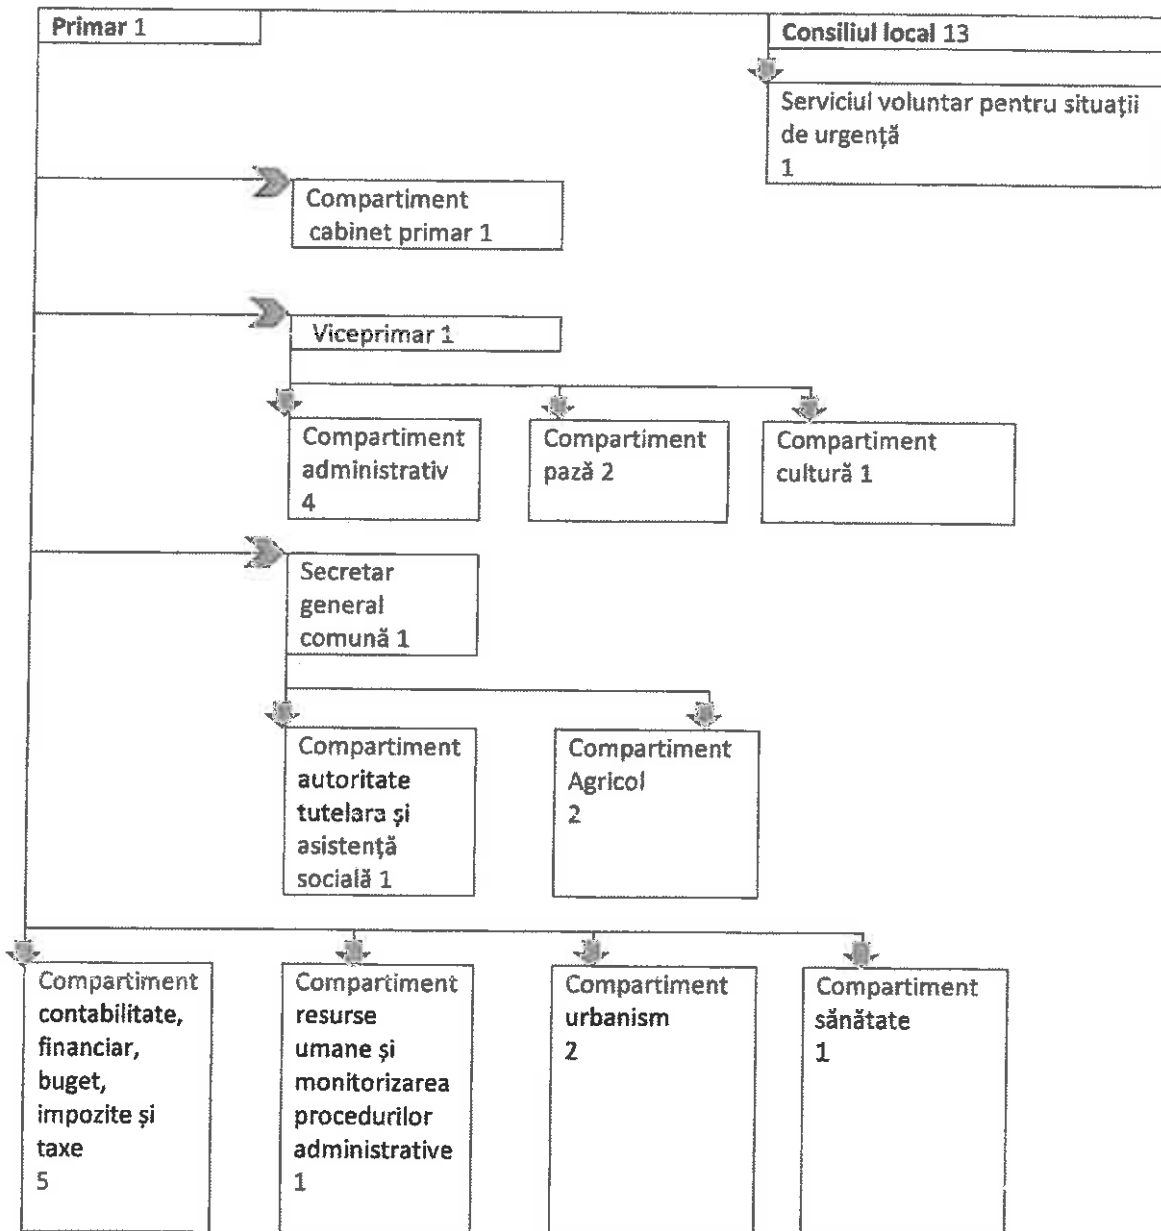 Primar 1
Consiliul local 13
Serviciul voluntar pentru situații
de urgență
1
Compartiment
cabinet primar 1
Viceprimar 1
Compartiment
administrativ
4
Compartiment
pază 2
Compartiment
cultură 1
Secretar
general
comună 1
Compartiment
autoritate
tutelara și
asistență
socială 1
Compartiment
Agricol
2
Compartiment
contabilitate,
financiar,
buget,
impozite și
taxe
5
Compartiment
resurse
umane și
monitorizarea
procedurilor
administrative
1
Compartiment
urbanism
2
Compartiment
sănătate
1